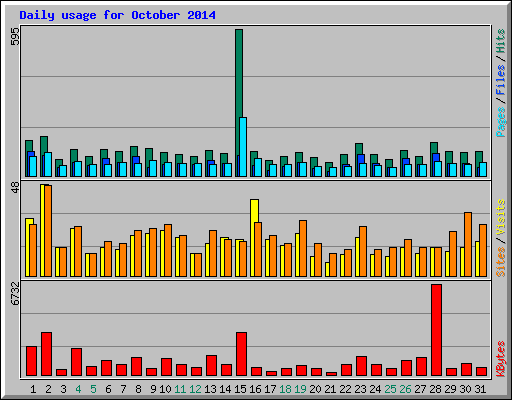 Daily usage for October 2014
595
Pages / Files / Hits
48
Sites / Visits
6732
KBytes
1 2 3 4 5 6 7 8 9 10 11 12 13 14 15 16 17 18 19 20 21 22 23 24 25 26 27 28 29 30 31